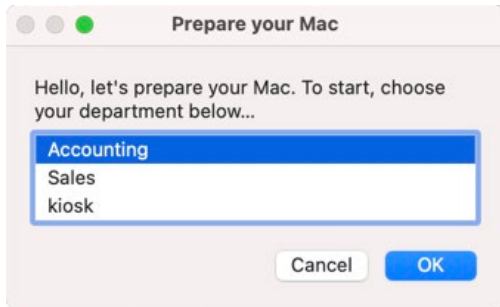 Prepare your Mac
Hello, let's prepare your Mac. To start, choose
your department below...
Accounting
Sales
kiosk
Cancel OK